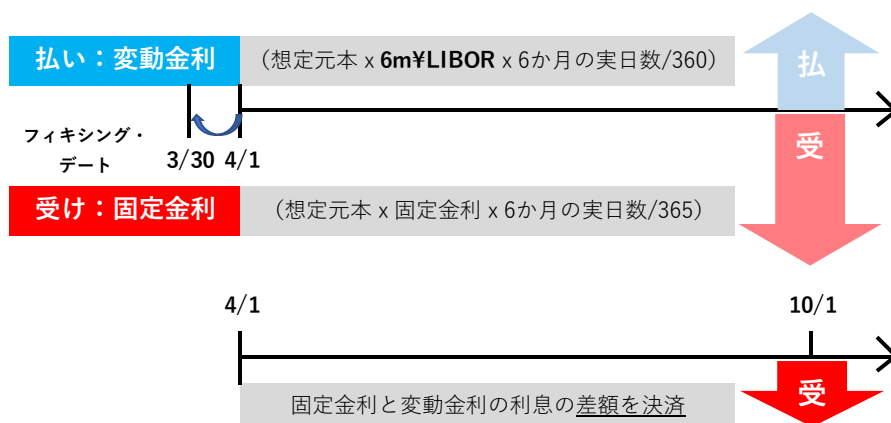 払い：変動金利
（想定元本 x 6m¥LIBOR x 6か月の実日数/360）
払
フィキシング・
デート
3/30 4/1
受
受け：固定金利
（想定元本 x 固定金利 x 6か月の実日数/365）
4/1
10/1
固定金利と変動金利の利息の差額を決済
受